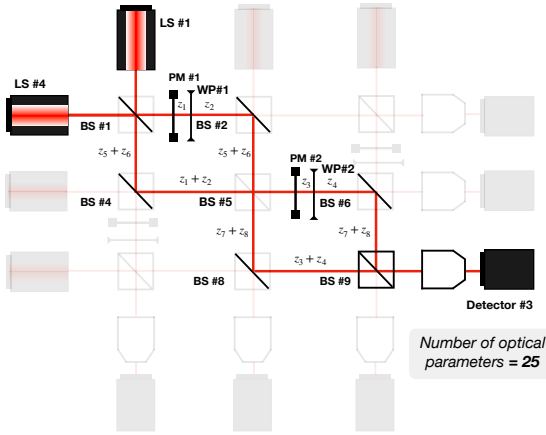 LS #1
LS #4
PM #1
WP#1
z₁
z₂
BS #1
BS #2
z₅ + z₆
z₅ + z₆
PM #2
WP#2
z₁ + z₂
z₃
z₄
BS #4
BS #5
BS #6
z₇ + z₈
z₇ + z₈
z₃ + z₄
BS #8
BS #9
Detector #3
Number of optical
parameters = 25